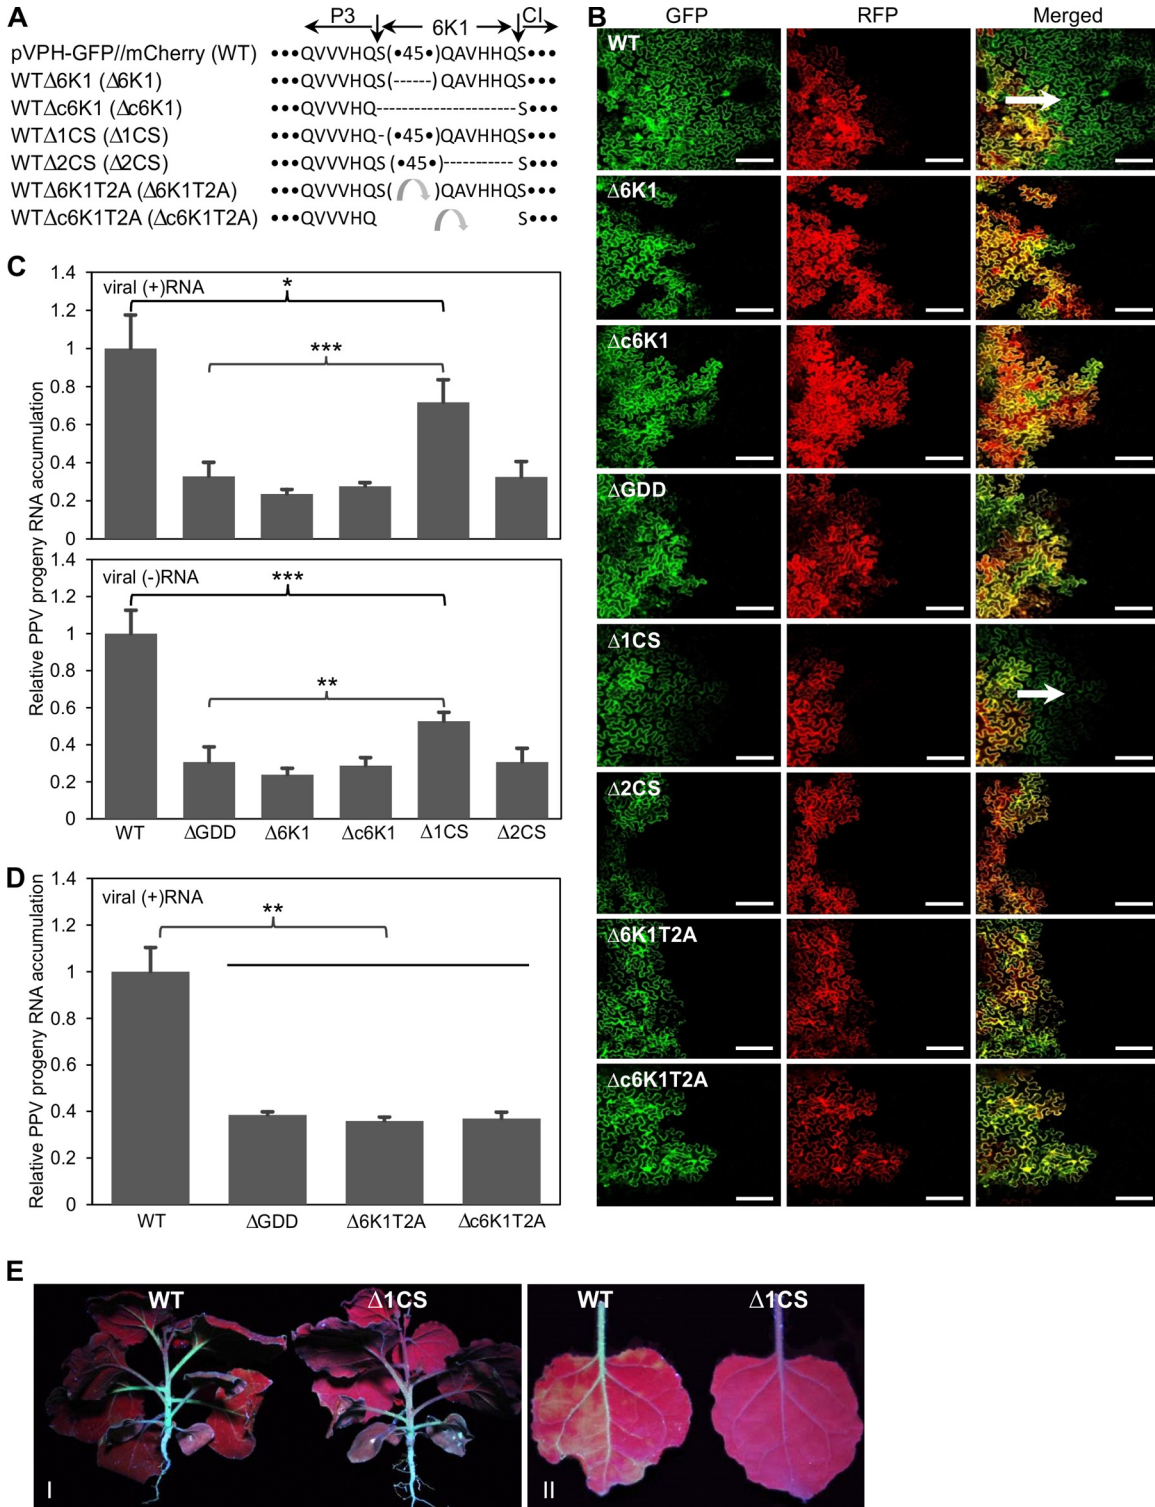 A
P3 6K1 CI
pVPH-GFP//mCherry (WT) •••QVVVHQS(•45•)QAVHHQS•••
WTΔ6K1 (Δ6K1) •••QVVVHQS(------)QAVHHQS•••
WTΔc6K1 (Δc6K1) •••QVVVHQ------------------S•••
WTΔ1CS (Δ1CS) •••QVVVHQ-(•45•)QAVHHQS•••
WTΔ2CS (Δ2CS) •••QVVVHQS(•45•)-----------S•••
WTΔ6K1T2A (Δ6K1T2A) •••QVVVHQS( )QAVHHQS•••
WTΔc6K1T2A (Δc6K1T2A) •••QVVVHQ S•••
B
GFP RFP Merged
WT
Δ6K1
Δc6K1
ΔGDD
Δ1CS
Δ2CS
Δ6K1T2A
Δc6K1T2A
C
Relative PPV progeny RNA accumulation
1.4
1.2
1
0.8
0.6
0.4
0.2
0
viral (+)RNA
*
***
1.4
1.2
1
0.8
0.6
0.4
0.2
0
viral (-)RNA
***
**
WT ΔGDD Δ6K1 Δc6K1 Δ1CS Δ2CS
D
Relative PPV progeny RNA accumulation
1.4
1.2
1
0.8
0.6
0.4
0.2
0
viral (+)RNA
**
WT ΔGDD Δ6K1T2A Δc6K1T2A
E
WT Δ1CS
I
WT Δ1CS
II